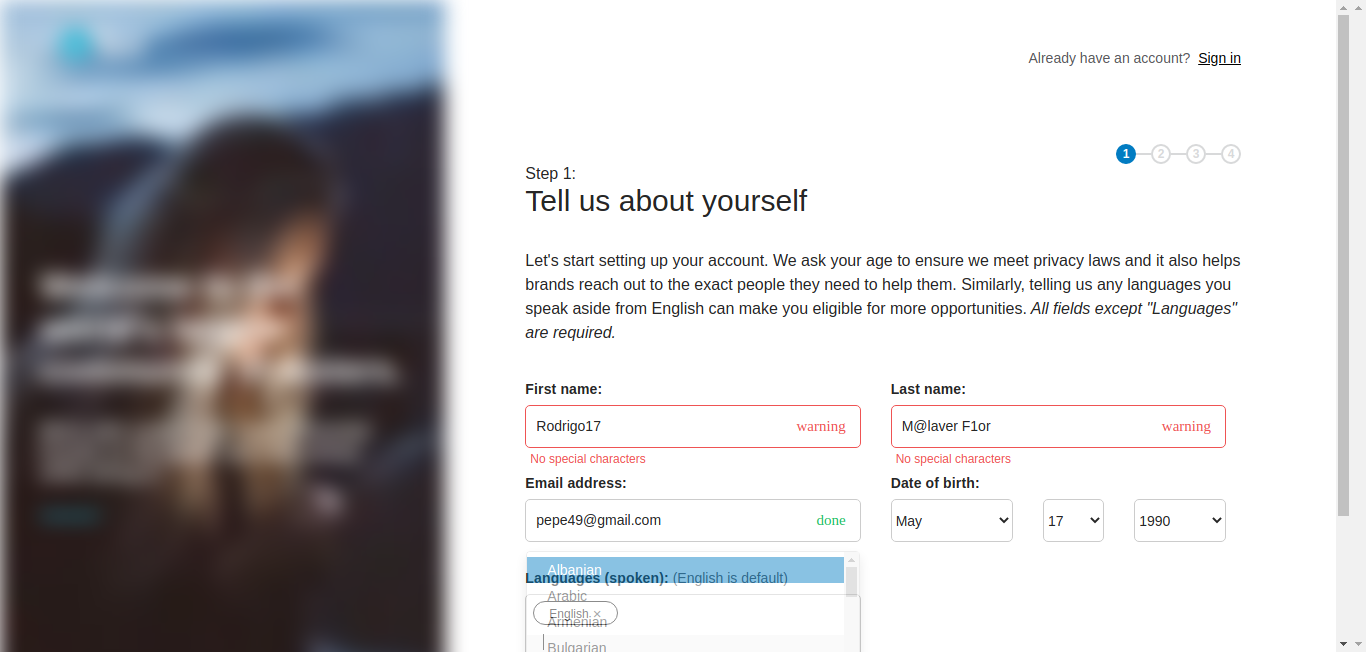 Already have an account? Sign in
1 2 3 4
Step 1:
Tell us about yourself
Let's start setting up your account. We ask your age to ensure we meet privacy laws and it also helps
brands reach out to the exact people they need to help them. Similarly, telling us any languages you
speak aside from English can make you eligible for more opportunities. All fields except "Languages"
are required.
First name:
Last name:
Rodrigo17 warning
M@laver F1or warning
No special characters
No special characters
Email address:
Date of birth:
pepe49@gmail.com done
May 17 1990
Albanian
Languages (spoken): (English is default)
Arabic
English ×
Armenian
Bulgarian